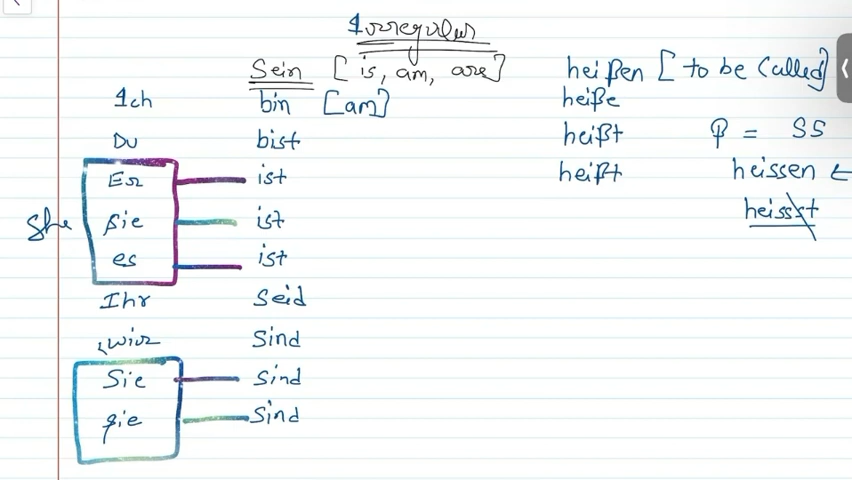 Irregular
Sein [is, am, are] heißen [to be called]
Ich bin [am] heiße
Du bist heißt ß = SS
Er ist heißt heissen ←
She sie ist heissst
es ist
Ihr Seid
wir Sind
Sie Sind
sie Sind